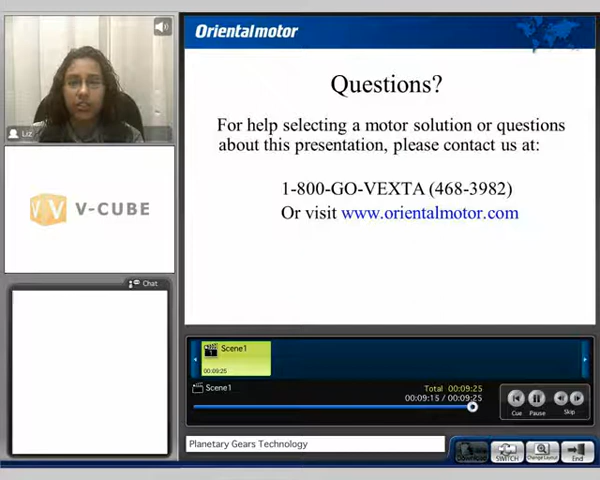 Orientalmotor
Questions?
For help selecting a motor solution or questions
about this presentation, please contact us at:
1-800-GO-VEXTA (468-3982)
Or visit www.orientalmotor.com
Liz
V-CUBE
Chat
Scene1
00:09:25
Scene1
Total 00:09:25
00:09:15 / 00:09:25
Cue
Pause
Skip
Planetary Gears Technology
SWITCH
Change Layout
End